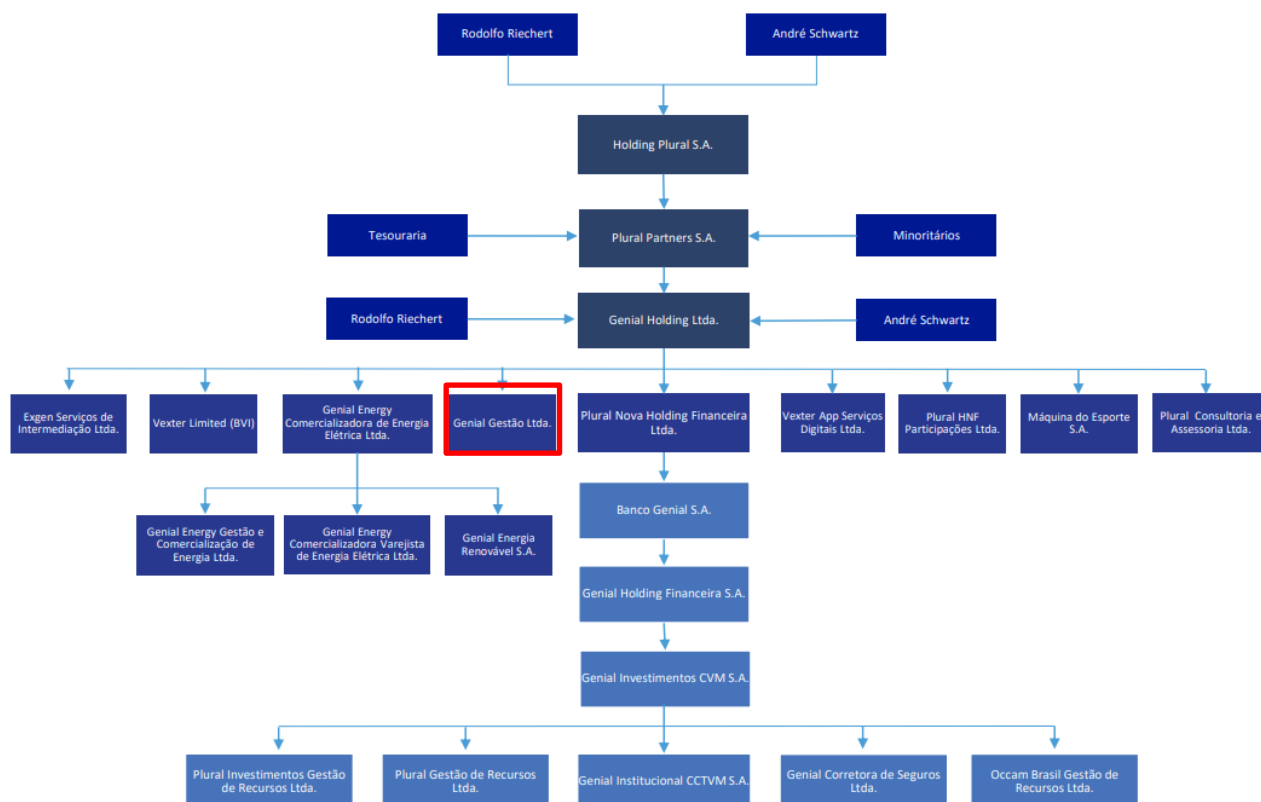 Rodolfo Riechert
André Schwartz
Holding Plural S.A.
Tesouraria
Plural Partners S.A.
Minoritários
Rodolfo Riechert
Genial Holding Ltda.
André Schwartz
Exgen Serviços de
Intermediação Ltda.
Vexter Limited (BVI)
Genial Energy
Comercializadora de Energia
Elétrica Ltda.
Genial Gestão Ltda.
Plural Nova Holding Financeira
Ltda.
Vexter App Serviços
Digitais Ltda.
Plural HNF
Participações Ltda.
Máquina do Esporte
S.A.
Plural Consultoria e
Assessoria Ltda.
Genial Energy Gestão e
Comercialização de
Energia Ltda.
Genial Energy
Comercializadora Varejista
de Energia Elétrica Ltda.
Genial Energia
Renovável S.A.
Banco Genial S.A.
Genial Holding Financeira S.A.
Genial Investimentos CVM S.A.
Plural Investimentos Gestão
de Recursos Ltda.
Plural Gestão de Recursos
Ltda.
Genial Institucional CCTVM S.A.
Genial Corretora de Seguros
Ltda.
Occam Brasil Gestão de
Recursos Ltda.